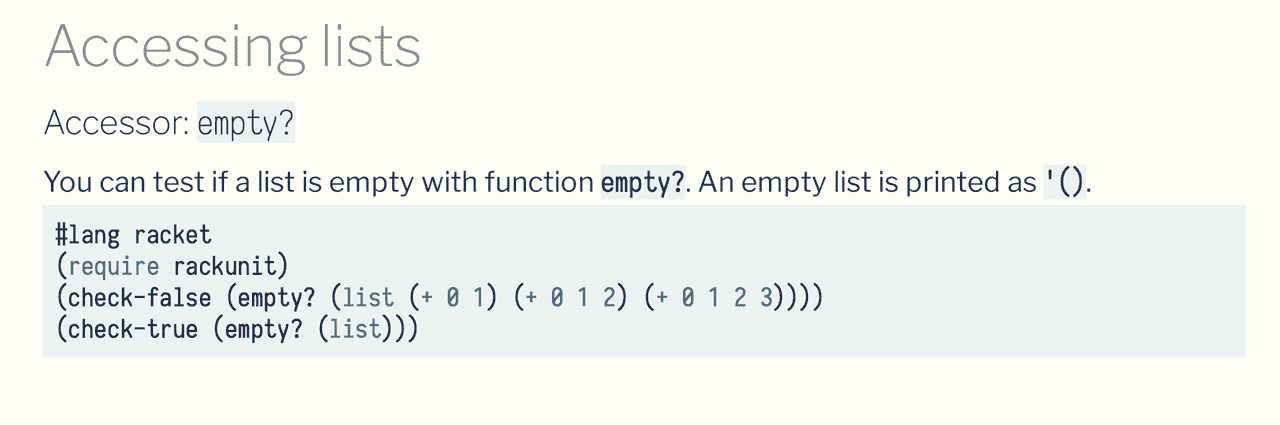 Accessing lists
Accessor: empty?
You can test if a list is empty with function empty?. An empty list is printed as '().
#lang racket
(require rackunit)
(check-false (empty? (list (+ 0 1) (+ 0 1 2) (+ 0 1 2 3))))
(check-true (empty? (list)))